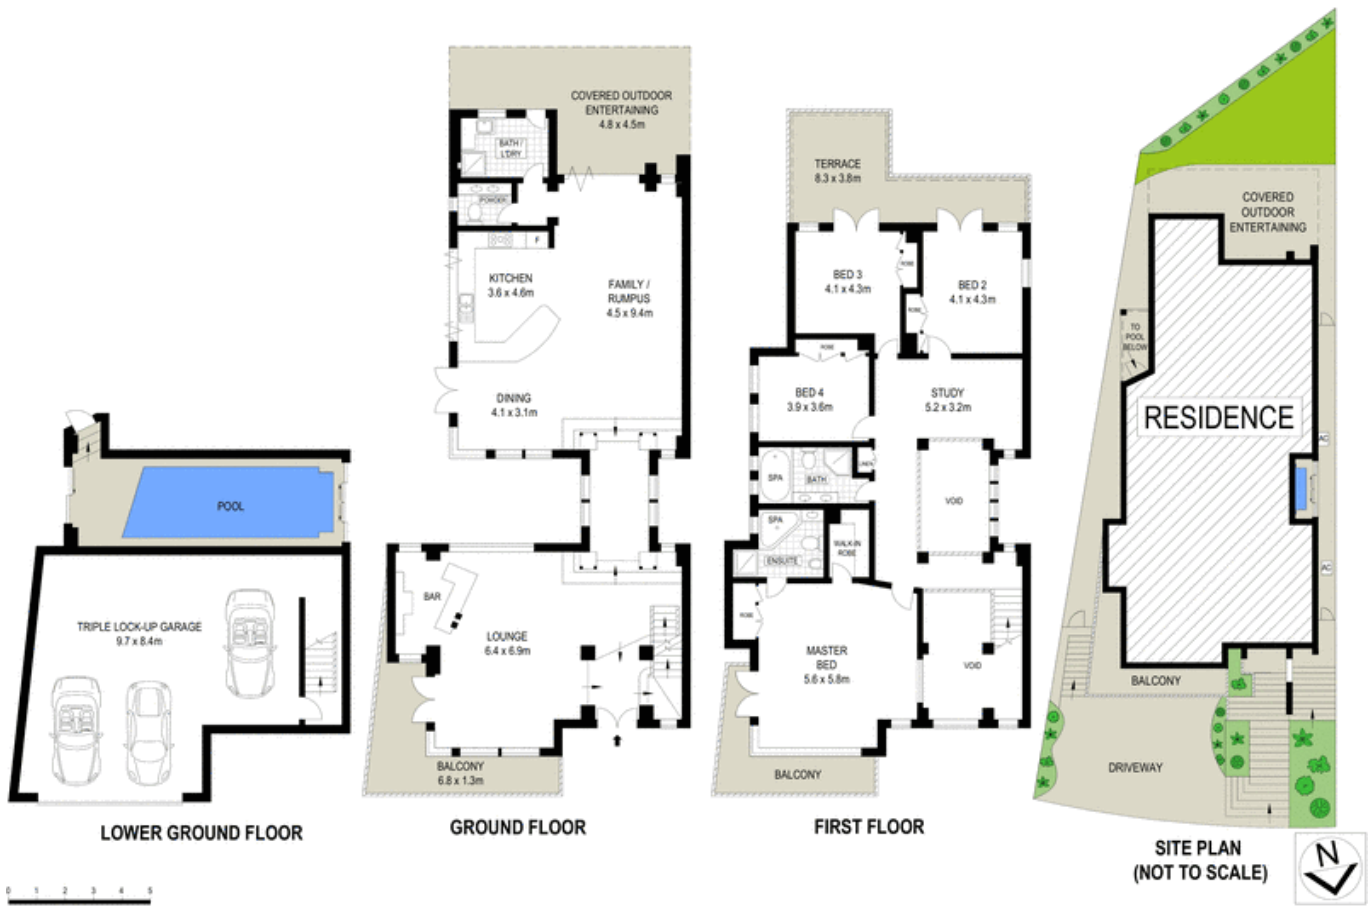 POOL
TRIPLE LOCK-UP GARAGE
9.7 x 8.4m
LOWER GROUND FLOOR
0 1 2 3 4 5
COVERED OUTDOOR
ENTERTAINING
4.8 x 4.5m
BATH /
L'DRY
POWDER
F
KITCHEN
3.6 x 4.6m
FAMILY /
RUMPUS
4.5 x 9.4m
DINING
4.1 x 3.1m
BAR
LOUNGE
6.4 x 6.9m
BALCONY
6.8 x 1.3m
GROUND FLOOR
TERRACE
8.3 x 3.8m
BED 3
4.1 x 4.3m
ROBE
BED 2
4.1 x 4.3m
ROBE
ROBE
BED 4
3.9 x 3.6m
STUDY
5.2 x 3.2m
LINEN
SPA
BATH
VOID
SPA
ENSUITE
WALK-IN
ROBE
ROBE
MASTER
BED
5.6 x 5.8m
VOID
BALCONY
FIRST FLOOR
COVERED
OUTDOOR
ENTERTAINING
TO
POOL
BELOW
RESIDENCE
AC
AC
BALCONY
DRIVEWAY
SITE PLAN
(NOT TO SCALE)
N